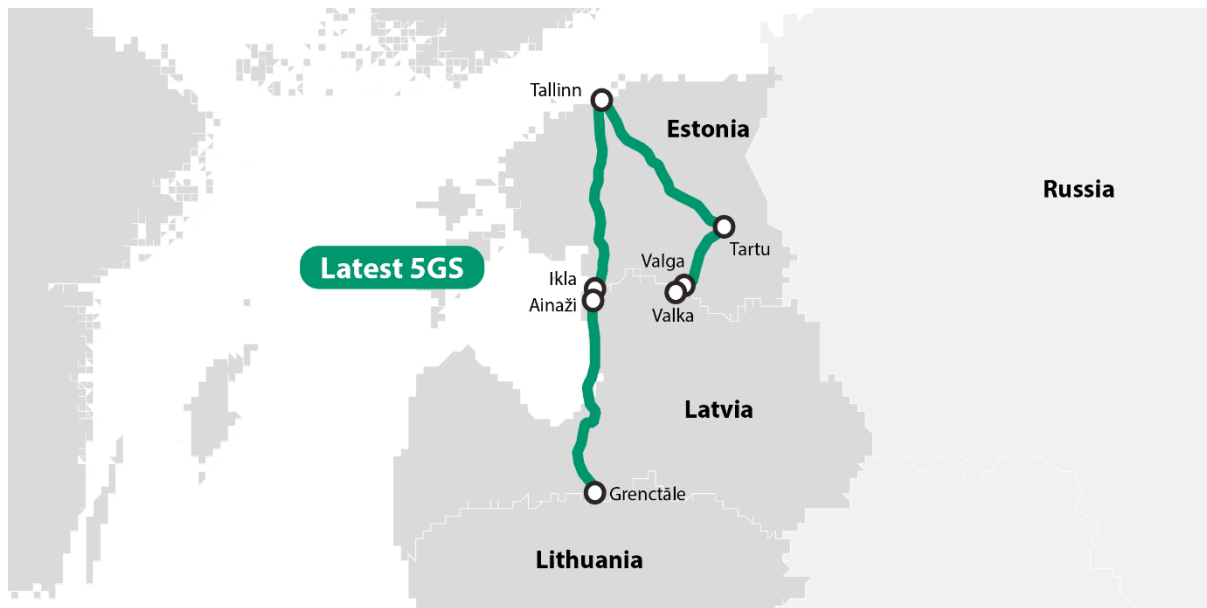 Tallinn
Estonia
Russia
Tartu
Latest 5GS
Valga
Ikla
Ainaži
Valka
Latvia
Grenctāle
Lithuania